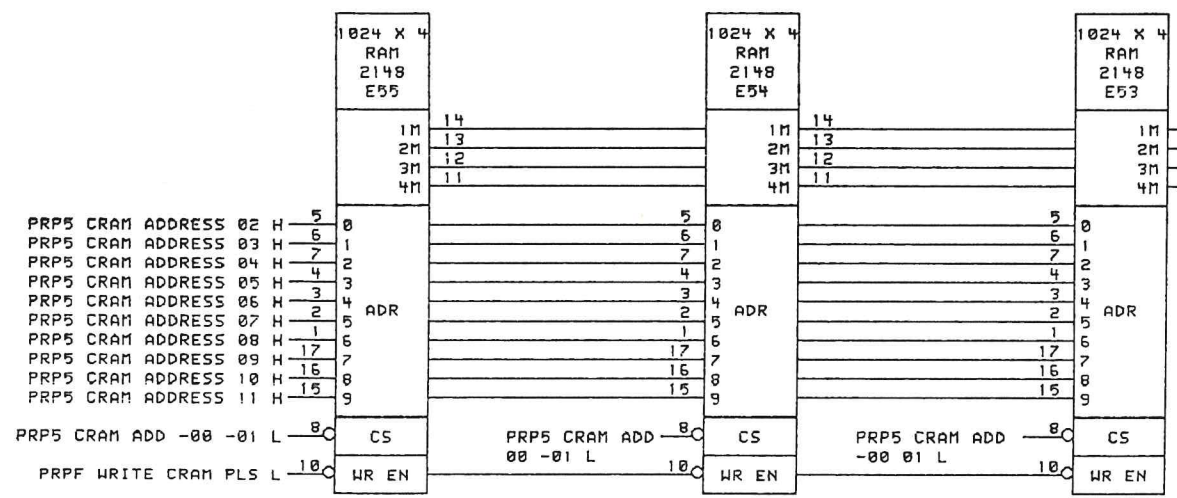 1024 X 4
RAM
2148
E55
1024 X 4
RAM
2148
E54
1024 X 4
RAM
2148
E53
1M 14
2M 13
3M 12
4M 11
1M 14
2M 13
3M 12
4M 11
1M
2M
3M
4M
PRP5 CRAM ADDRESS 02 H 5 0 5 0 5 0
PRP5 CRAM ADDRESS 03 H 6 1 6 1 6 1
PRP5 CRAM ADDRESS 04 H 7 2 7 2 7 2
PRP5 CRAM ADDRESS 05 H 4 3 4 3 4 3
PRP5 CRAM ADDRESS 06 H 3 4 3 4 3 4
PRP5 CRAM ADDRESS 07 H 2 5 2 5 2 5
PRP5 CRAM ADDRESS 08 H 1 6 1 6 1 6
PRP5 CRAM ADDRESS 09 H 17 7 17 7 17 7
PRP5 CRAM ADDRESS 10 H 16 8 16 8 16 8
PRP5 CRAM ADDRESS 11 H 15 9 15 9 15 9
ADR
ADR
ADR
PRP5 CRAM ADD -00 -01 L 8 CS
PRP5 CRAM ADD 8 CS
00 -01 L
PRP5 CRAM ADD 8 CS
-00 01 L
PRPF WRITE CRAM PLS L 10 WR EN 10 WR EN 10 WR EN